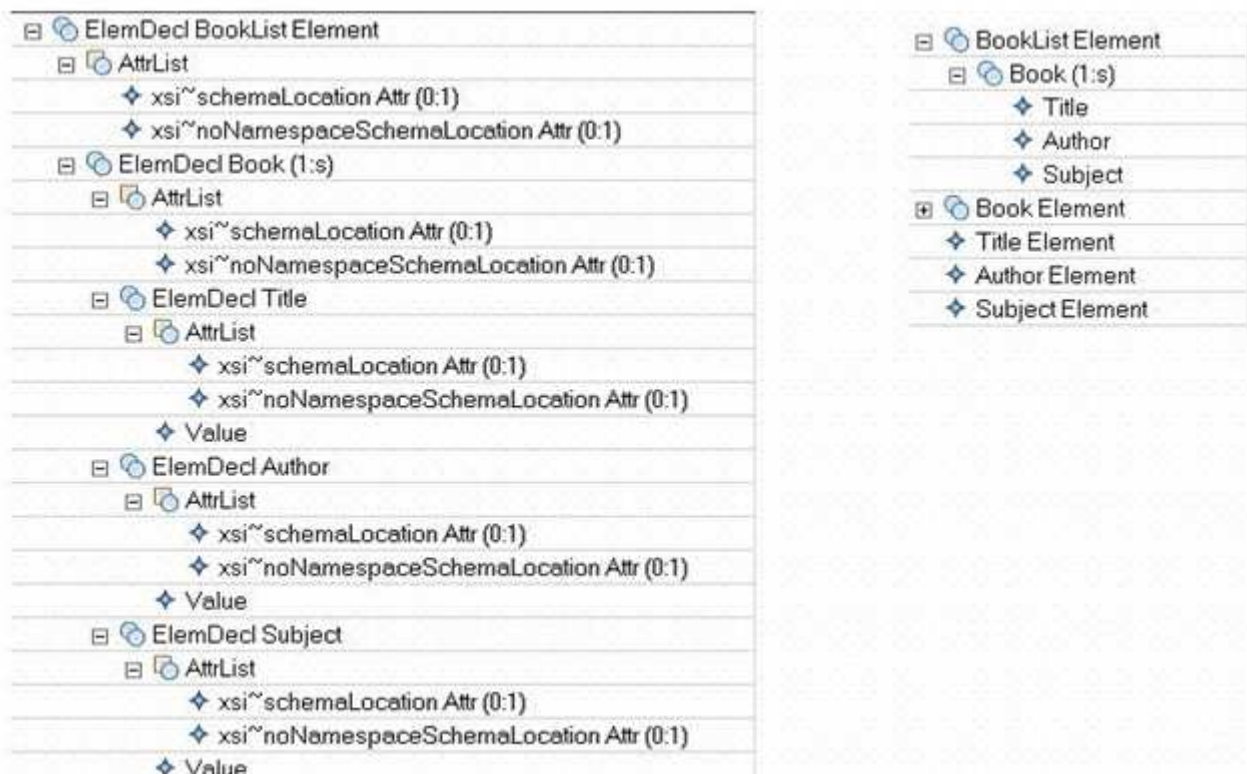 ElemDecl BookList Element
AttrList
xsi~schemaLocation Attr (0:1)
xsi~noNamespaceSchemaLocation Attr (0:1)
ElemDecl Book (1:s)
AttrList
xsi~schemaLocation Attr (0:1)
xsi~noNamespaceSchemaLocation Attr (0:1)
ElemDecl Title
AttrList
xsi~schemaLocation Attr (0:1)
xsi~noNamespaceSchemaLocation Attr (0:1)
Value
ElemDecl Author
AttrList
xsi~schemaLocation Attr (0:1)
xsi~noNamespaceSchemaLocation Attr (0:1)
Value
ElemDecl Subject
AttrList
xsi~schemaLocation Attr (0:1)
xsi~noNamespaceSchemaLocation Attr (0:1)
Value
BookList Element
Book (1:s)
Title
Author
Subject
Book Element
Title Element
Author Element
Subject Element